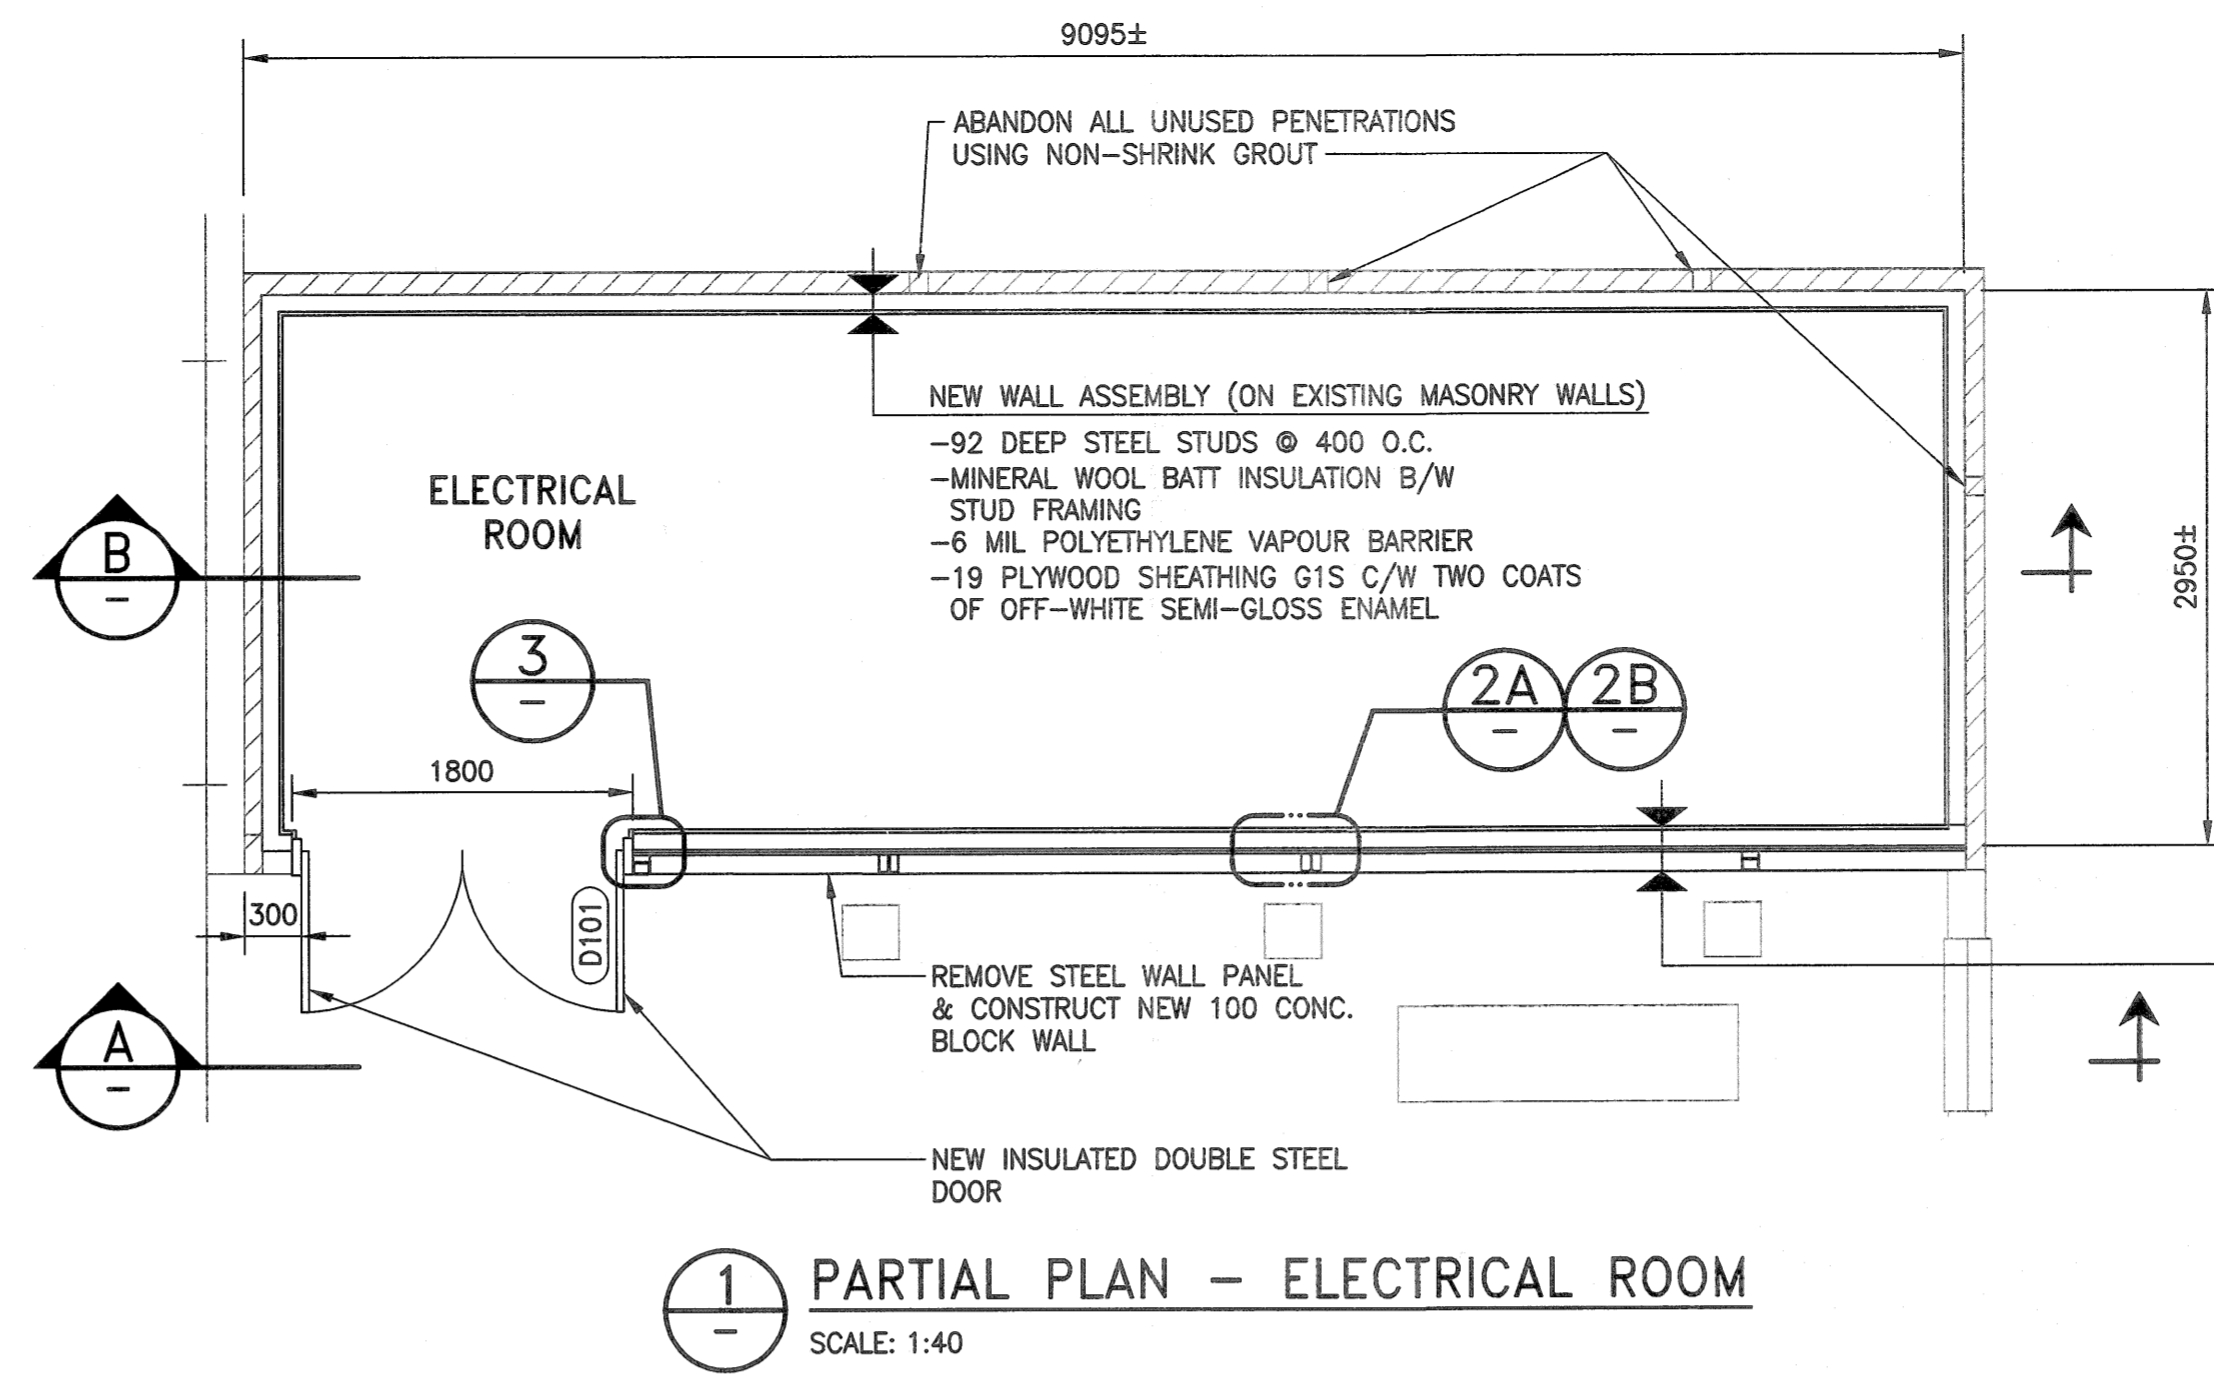 9095±
ABANDON ALL UNUSED PENETRATIONS
USING NON-SHRINK GROUT
NEW WALL ASSEMBLY (ON EXISTING MASONRY WALLS)
-92 DEEP STEEL STUDS @ 400 O.C.
-MINERAL WOOL BATT INSULATION B/W
STUD FRAMING
-6 MIL POLYETHYLENE VAPOUR BARRIER
-19 PLYWOOD SHEATHING G1S C/W TWO COATS
OF OFF-WHITE SEMI-GLOSS ENAMEL
ELECTRICAL
ROOM
B
-
2950±
3
-
2A
-
2B
-
1800
300
D101
REMOVE STEEL WALL PANEL
& CONSTRUCT NEW 100 CONC.
BLOCK WALL
A
-
NEW INSULATED DOUBLE STEEL
DOOR
1
-
PARTIAL PLAN - ELECTRICAL ROOM
SCALE: 1:40